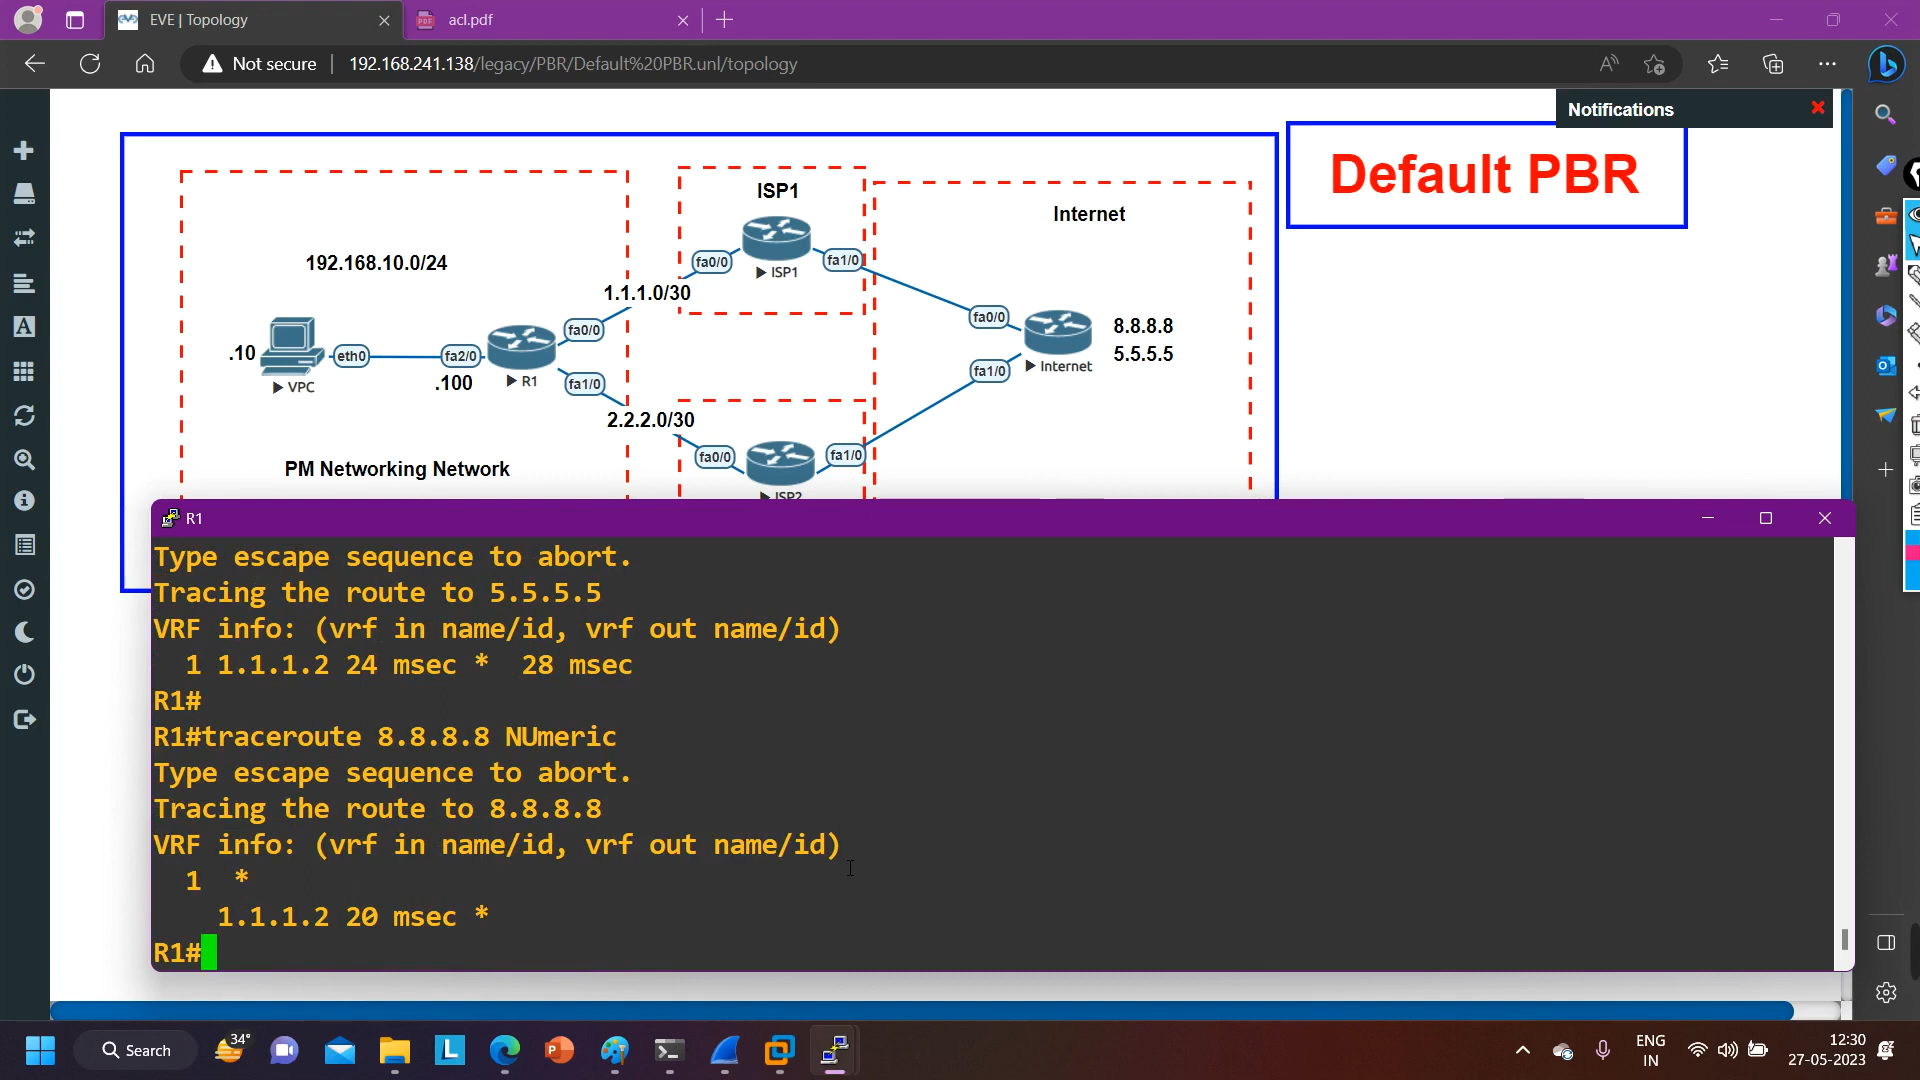 EVE | Topology
acl.pdf
Not secure
192.168.241.138/legacy/PBR/Default%20PBR.unl/topology
Notifications
Default PBR
ISP1
Internet
192.168.10.0/24
fa0/0
ISP1
fa1/0
1.1.1.0/30
.10
VPC
eth0
fa2/0
.100
R1
fa0/0
fa1/0
fa0/0
fa1/0
Internet
8.8.8.8
5.5.5.5
2.2.2.0/30
fa0/0
fa1/0
ISP2
PM Networking Network
R1
Type escape sequence to abort.
Tracing the route to 5.5.5.5
VRF info: (vrf in name/id, vrf out name/id)
1 1.1.1.2 24 msec * 28 msec
R1#
R1#traceroute 8.8.8.8 NUmeric
Type escape sequence to abort.
Tracing the route to 8.8.8.8
VRF info: (vrf in name/id, vrf out name/id)
1 *
1.1.1.2 20 msec *
R1#
Search
34°
ENG
IN
12:30
27-05-2023